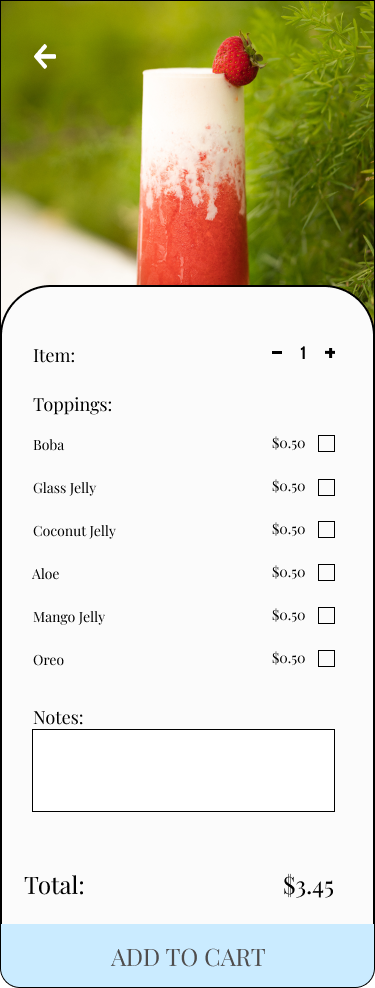 Item: - 1 +
Toppings:
Boba $0.50
Glass Jelly $0.50
Coconut Jelly $0.50
Aloe $0.50
Mango Jelly $0.50
Oreo $0.50
Notes:
Total: $3.45
ADD TO CART